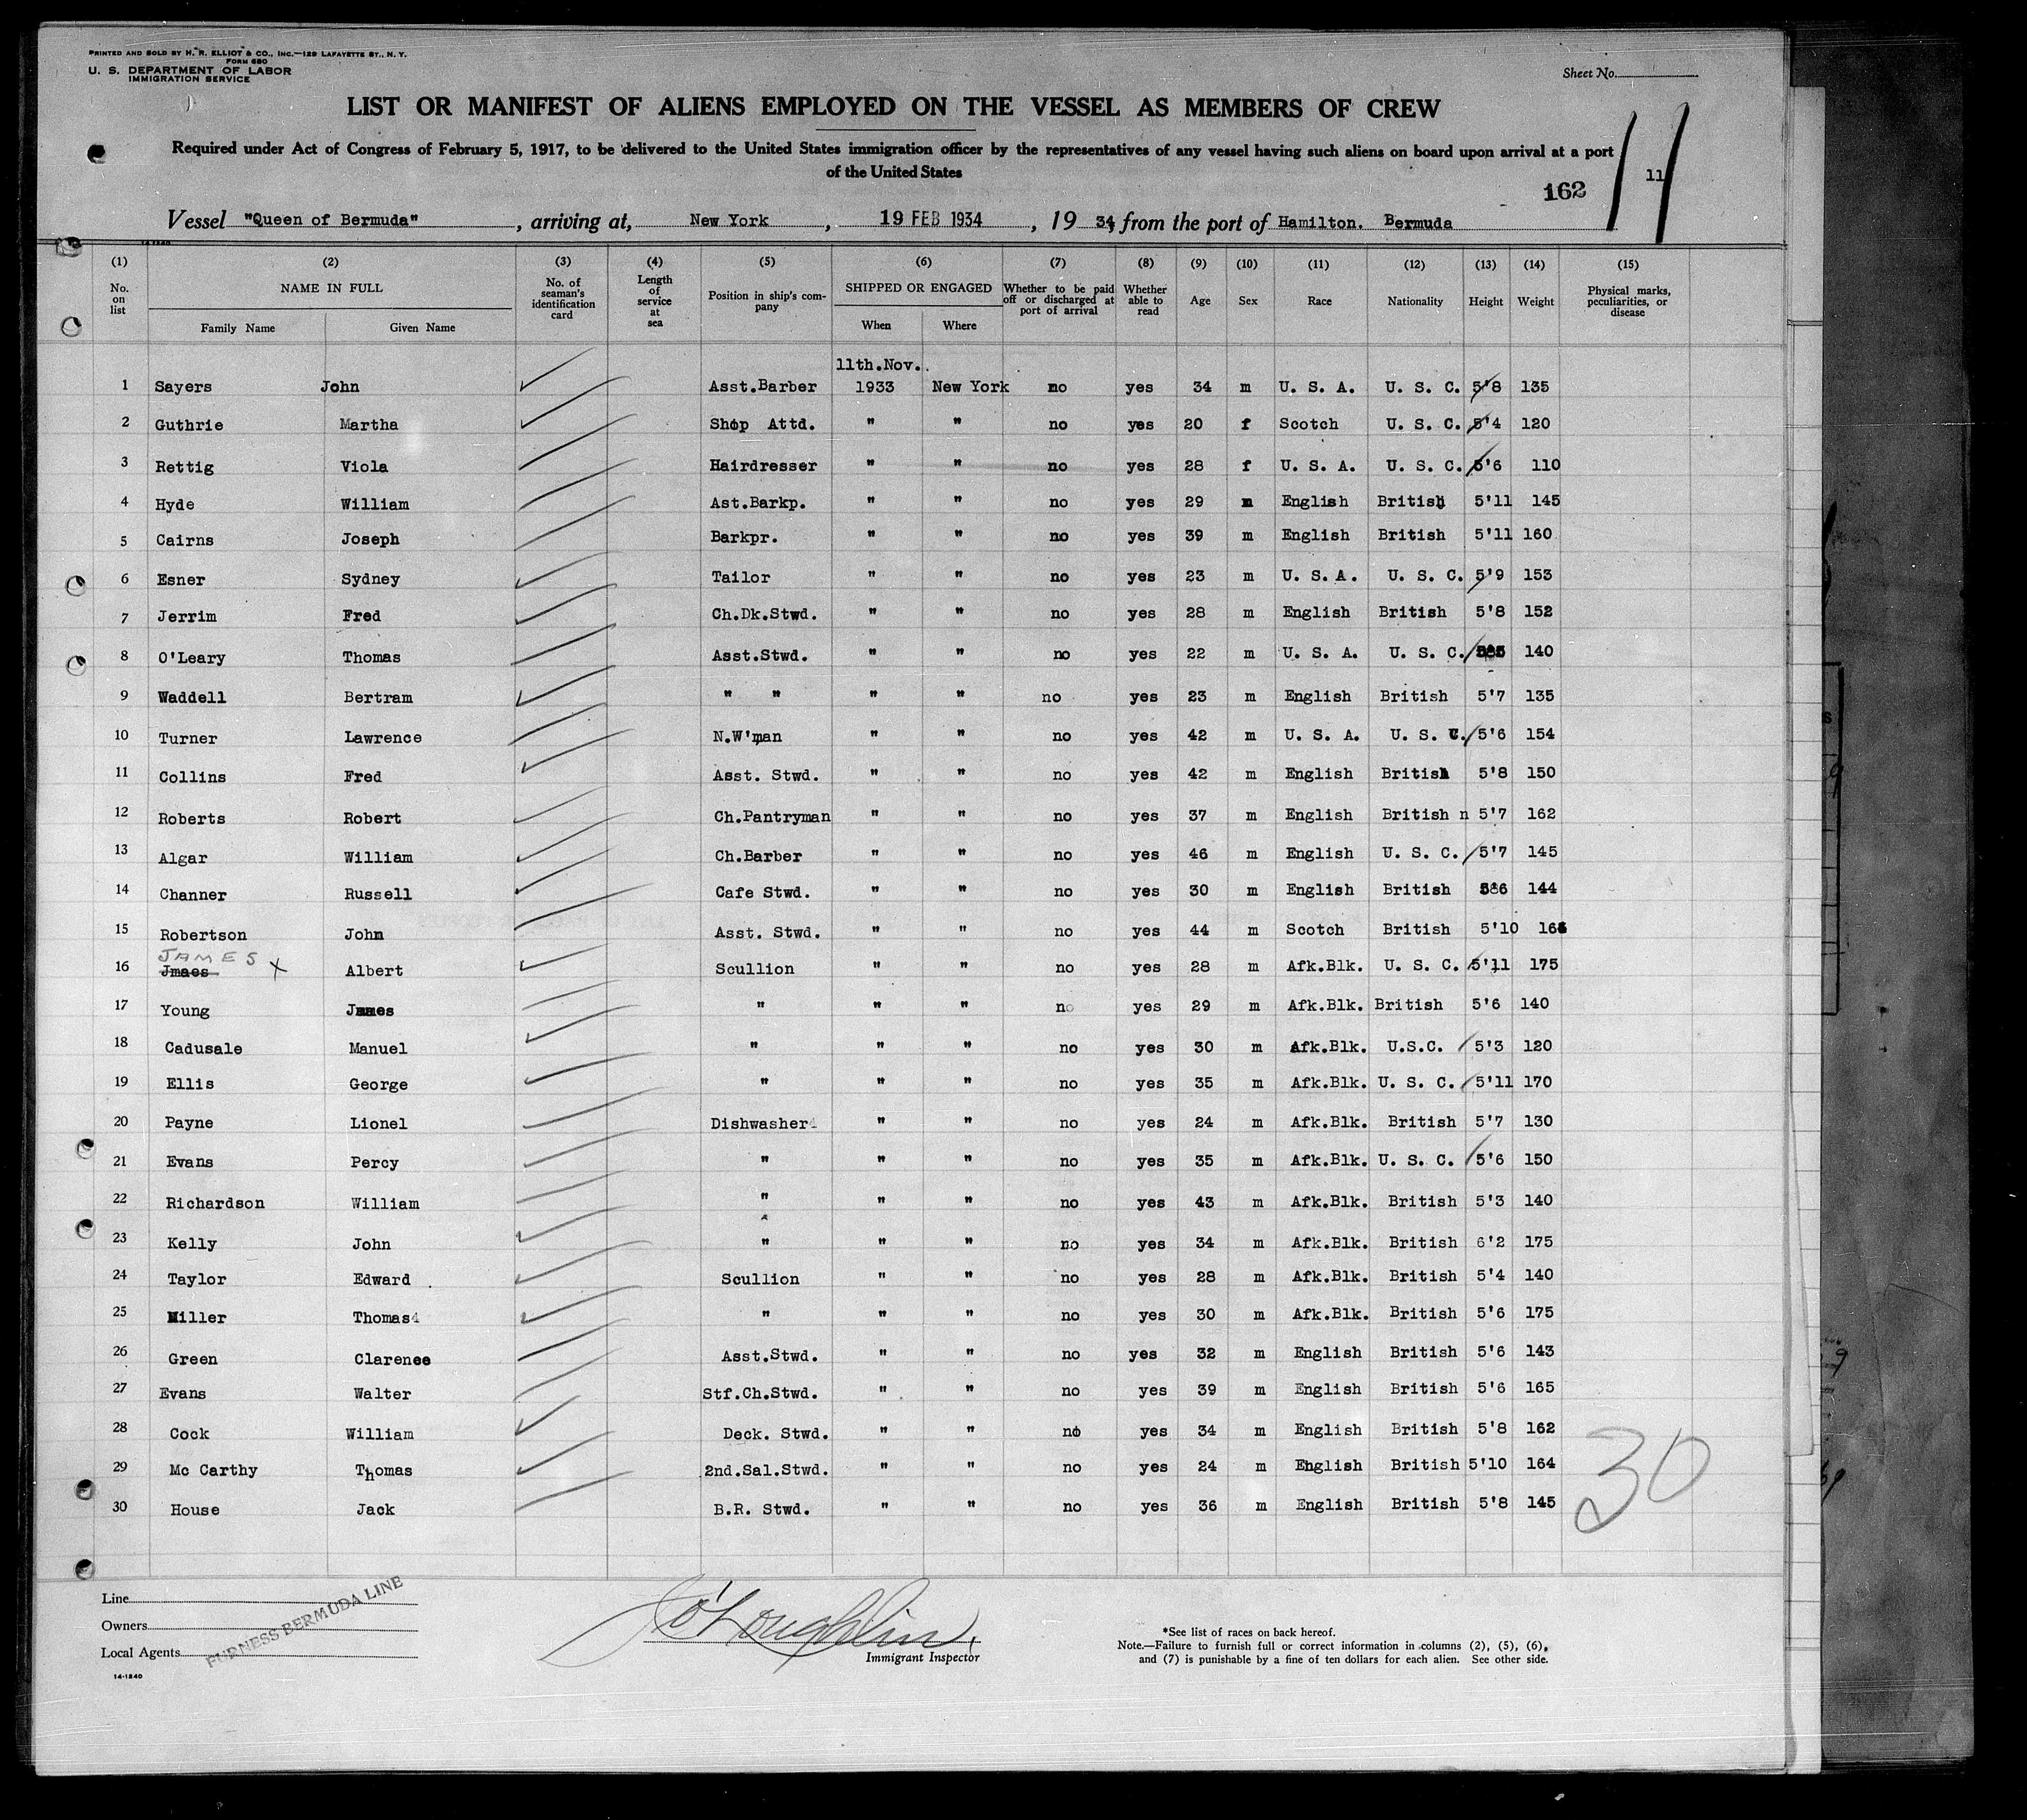 PRINTED AND SOLD BY H. R. ELLIOT & CO., INC.—129 LAFAYETTE ST., N. Y.
FORM 680
U. S. DEPARTMENT OF LABOR
IMMIGRATION SERVICE
Sheet No.
LIST OR MANIFEST OF ALIENS EMPLOYED ON THE VESSEL AS MEMBERS OF CREW
Required under Act of Congress of February 5, 1917, to be delivered to the United States immigration officer by the representatives of any vessel having such aliens on board upon arrival at a port
of the United States
162 11 11
Vessel "Queen of Bermuda", arriving at, New York, 19 FEB 1934, 19 34, from the port of Hamilton. Bermuda
14-1240
(1) (2) (3) (4) (5) (6) (7) (8) (9) (10) (11) (12) (13) (14) (15)
No. on list NAME IN FULL No. of seaman's identification card Length of service at sea Position in ship's company SHIPPED OR ENGAGED Whether to be paid off or discharged at port of arrival Whether able to read Age Sex Race Nationality Height Weight Physical marks, peculiarities, or disease
Family Name Given Name When Where
11th.Nov..
1 Sayers John Asst.Barber 1933 New York no yes 34 m U. S. A. U. S. C. 5'8 135
2 Guthrie Martha Shop Attd. " " no yes 20 f Scotch U. S. C. 5'4 120
3 Rettig Viola Hairdresser " " no yes 28 f U. S. A. U. S. C. 5'6 110
4 Hyde William Ast.Barkp. " " no yes 29 m English British 5'11 145
5 Cairns Joseph Barkpr. " " no yes 39 m English British 5'11 160
6 Esner Sydney Tailor " " no yes 23 m U. S. A. U. S. C. 5'9 153
7 Jerrim Fred Ch.Dk.Stwd. " " no yes 28 m English British 5'8 152
8 O'Leary Thomas Asst.Stwd. " " no yes 22 m U. S. A. U. S. C. 140
9 Waddell Bertram " " " " no yes 23 m English British 5'7 135
10 Turner Lawrence N.W'man " " no yes 42 m U. S. A. U. S. C. 5'6 154
11 Collins Fred Asst. Stwd. " " no yes 42 m English British 5'8 150
12 Roberts Robert Ch.Pantryman " " no yes 37 m English British n 5'7 162
13 Algar William Ch.Barber " " no yes 46 m English U. S. C. 5'7 145
14 Channer Russell Cafe Stwd. " " no yes 30 m English British 5'6 144
15 Robertson John Asst. Stwd. " " no yes 44 m Scotch British 5'10
JAMES
16 Jmaes X Albert Scullion " " no yes 28 m Afk.Blk. U. S. C. 5'11 175
17 Young James " " " no yes 29 m Afk.Blk. British 5'6 140
18 Cadusale Manuel " " " no yes 30 m Afk.Blk. U.S.C. 5'3 120
19 Ellis George " " " no yes 35 m Afk.Blk. U. S. C. 5'11 170
20 Payne Lionel Dishwasher " " no yes 24 m Afk.Blk. British 5'7 130
21 Evans Percy " " " no yes 35 m Afk.Blk. U. S. C. 5'6 150
22 Richardson William " " " no yes 43 m Afk.Blk. British 5'3 140
23 Kelly John " " " no yes 34 m Afk.Blk. British 6'2 175
24 Taylor Edward Scullion " " no yes 28 m Afk.Blk. British 5'4 140
25 Miller Thomas " " " no yes 30 m Afk.Blk. British 5'6 175
26 Green Clarence Asst.Stwd. " " no yes 32 m English British 5'6 143
27 Evans Walter Stf.Ch.Stwd. " " no yes 39 m English British 5'6 165
28 Cock William Deck. Stwd. " " no yes 34 m English British 5'8 162
29 Mc Carthy Thomas 2nd.Sal.Stwd. " " no yes 24 m English British 5'10 164
30 House Jack B.R. Stwd. " " no yes 36 m English British 5'8 145
30
Line
Owners
Local Agents
FURNESS BERMUDA LINE
14-1240
O'Loughlin
Immigrant Inspector
*See list of races on back hereof.
Note.—Failure to furnish full or correct information in columns (2), (5), (6),
and (7) is punishable by a fine of ten dollars for each alien. See other side.